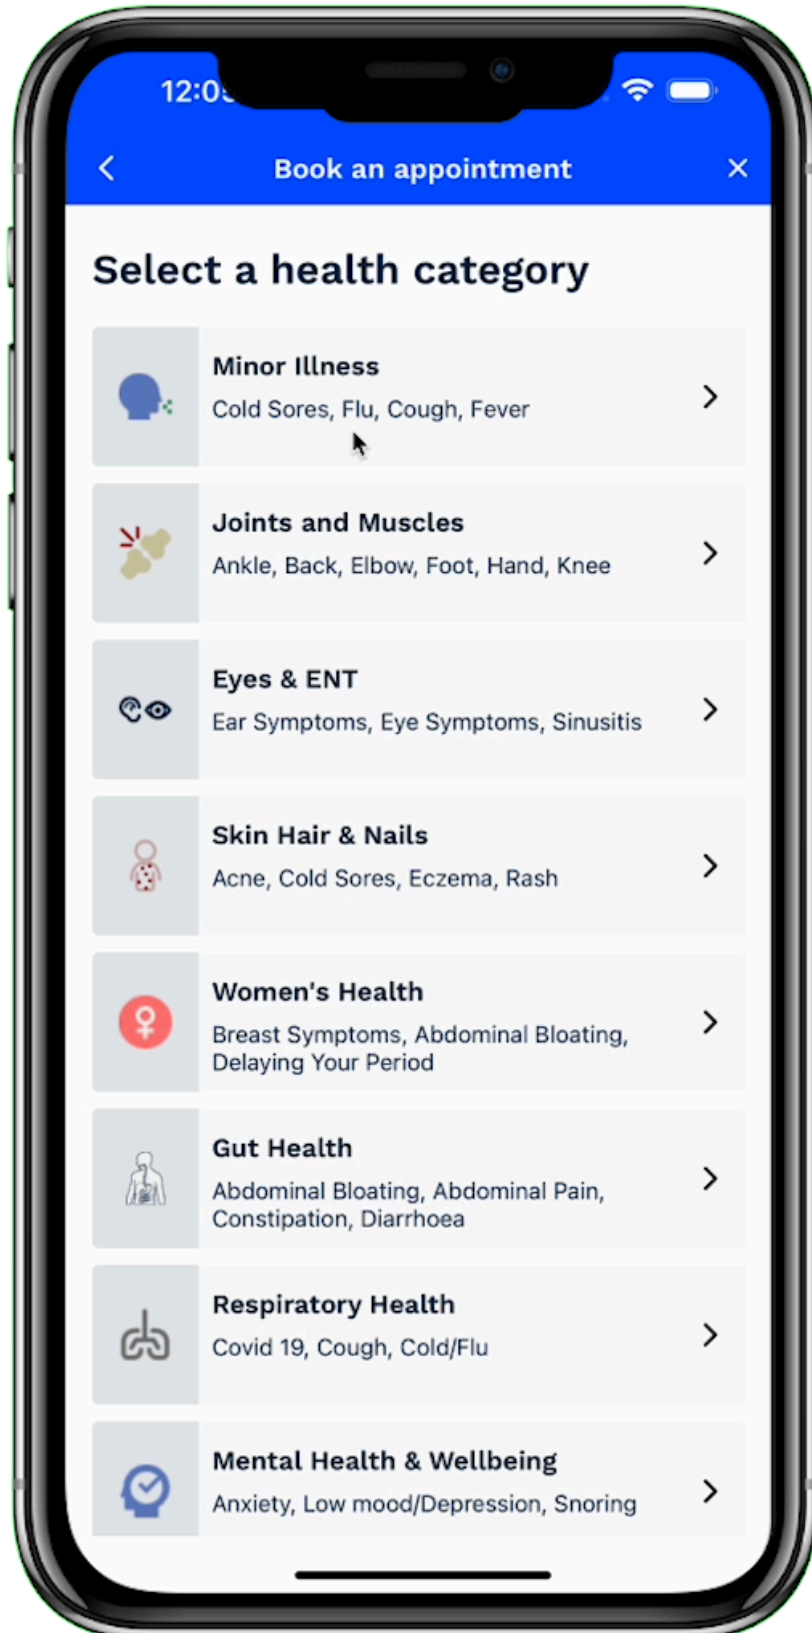 12:05
Book an appointment
Select a health category
Minor Illness
Cold Sores, Flu, Cough, Fever
Joints and Muscles
Ankle, Back, Elbow, Foot, Hand, Knee
Eyes & ENT
Ear Symptoms, Eye Symptoms, Sinusitis
Skin Hair & Nails
Acne, Cold Sores, Eczema, Rash
Women's Health
Breast Symptoms, Abdominal Bloating,
Delaying Your Period
Gut Health
Abdominal Bloating, Abdominal Pain,
Constipation, Diarrhoea
Respiratory Health
Covid 19, Cough, Cold/Flu
Mental Health & Wellbeing
Anxiety, Low mood/Depression, Snoring